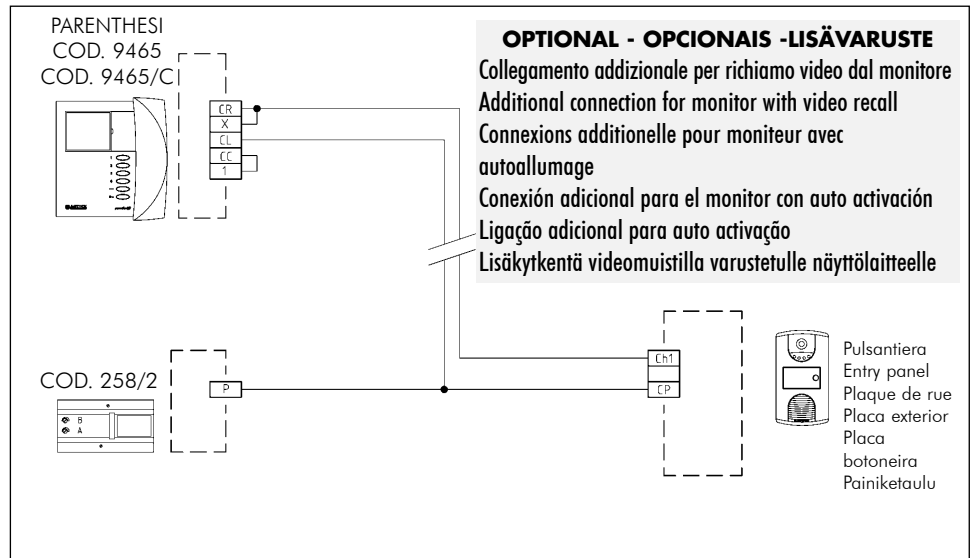 PARENTHESI
COD. 9465
COD. 9465/C
OPTIONAL - OPCIONAIS -LISÄVARUSTE
Collegamento addizionale per richiamo video dal monitore
Additional connection for monitor with video recall
Connexions additionelle pour moniteur avec
autoallumage
Conexión adicional para el monitor con auto activación
Ligação adicional para auto activação
Lisäkytkentä videomuistilla varustetulle näyttölaitteelle
CR
X
CL
CC
1
Ch1
CP
Pulsantiera
Entry panel
Plaque de rue
Placa exterior
Placa
botoneira
Painiketaulu
COD. 258/2
P
B
A